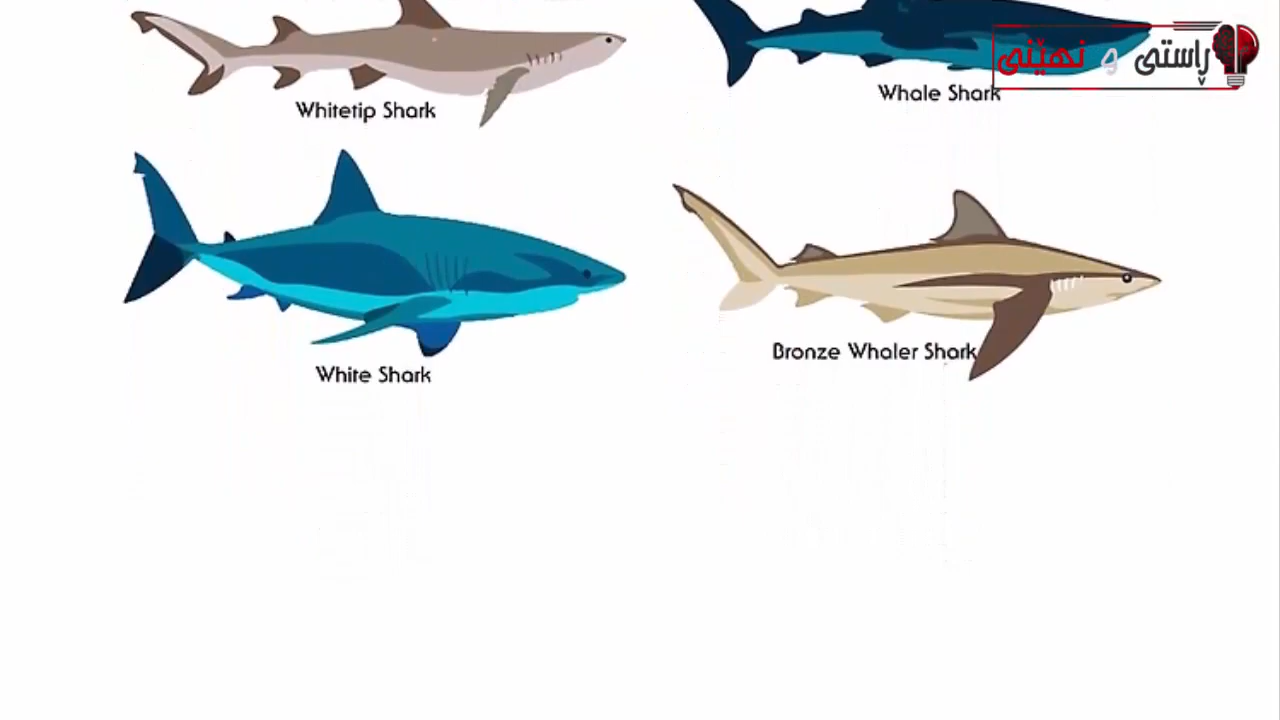 ڕاستی و نهێنی
Whitetip Shark
Whale Shark
White Shark
Bronze Whaler Shark